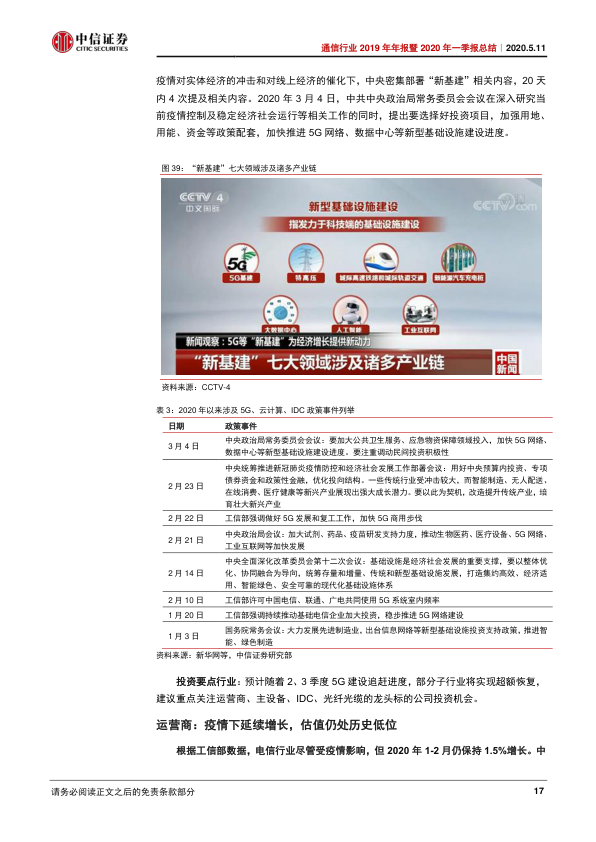 中信证券
CITIC SECURITIES
通信行业 2019 年年报暨 2020 年一季报总结｜2020.5.11
疫情对实体经济的冲击和对线上经济的催化下，中央密集部署“新基建”相关内容，20 天
内 4 次提及相关内容。2020 年 3 月 4 日，中共中央政治局常务委员会会议在深入研究当
前疫情控制及稳定经济社会运行等相关工作的同时，提出要选择好投资项目，加强用地、
用能、资金等政策配套，加快推进 5G 网络、数据中心等新型基础设施建设进度。
图 39：“新基建”七大领域涉及诸多产业链
CCTV 4
中文国际
CCTV.com
新型基础设施建设
指发力于科技端的基础设施建设
5G
5G基建
特高压
城际高速铁路和城际轨道交通
新能源汽车充电桩
大数据中心
人工智能
工业互联网
新闻观察：5G等“新基建”为经济增长提供新动力
“新基建”七大领域涉及诸多产业链
中国
新闻
资料来源：CCTV-4
表 3：2020 年以来涉及 5G、云计算、IDC 政策事件列举
日期 政策事件
3 月 4 日 中央政治局常务委员会会议：要加大公共卫生服务、应急物资保障领域投入，加快 5G 网络、
数据中心等新型基础设施建设进度。要注重调动民间投资积极性
2 月 23 日 中央统筹推进新冠肺炎疫情防控和经济社会发展工作部署会议：用好中央预算内投资、专项
债券资金和政策性金融，优化投向结构。一些传统行业受冲击较大，而智能制造、无人配送、
在线消费、医疗健康等新兴产业展现出强大成长潜力。要以此为契机，改造提升传统产业，培
育壮大新兴产业
2 月 22 日 工信部强调做好 5G 发展和复工工作，加快 5G 商用步伐
2 月 21 日 中央政治局会议：加大试剂、药品、疫苗研发支持力度，推动生物医药、医疗设备、5G 网络、
工业互联网等加快发展
2 月 14 日 中央全面深化改革委员会第十二次会议：基础设施是经济社会发展的重要支撑，要以整体优
化、协同融合为导向，统筹存量和增量、传统和新型基础设施发展，打造集约高效、经济适
用、智能绿色、安全可靠的现代化基础设施体系
2 月 10 日 工信部许可中国电信、联通、广电共同使用 5G 系统室内频率
1 月 20 日 工信部强调持续推动基础电信企业加大投资，稳步推进 5G 网络建设
1 月 3 日 国务院常务会议：大力发展先进制造业，出台信息网络等新型基础设施投资支持政策，推进智
能、绿色制造
资料来源：新华网等，中信证券研究部
投资要点行业：预计随着 2、3 季度 5G 建设追赶进度，部分子行业将实现超额恢复，
建议重点关注运营商、主设备、IDC、光纤光缆的龙头标的公司投资机会。
运营商：疫情下延续增长，估值仍处历史低位
根据工信部数据，电信行业尽管受疫情影响，但 2020 年 1-2 月仍保持 1.5%增长。中
请务必阅读正文之后的免责条款部分
17